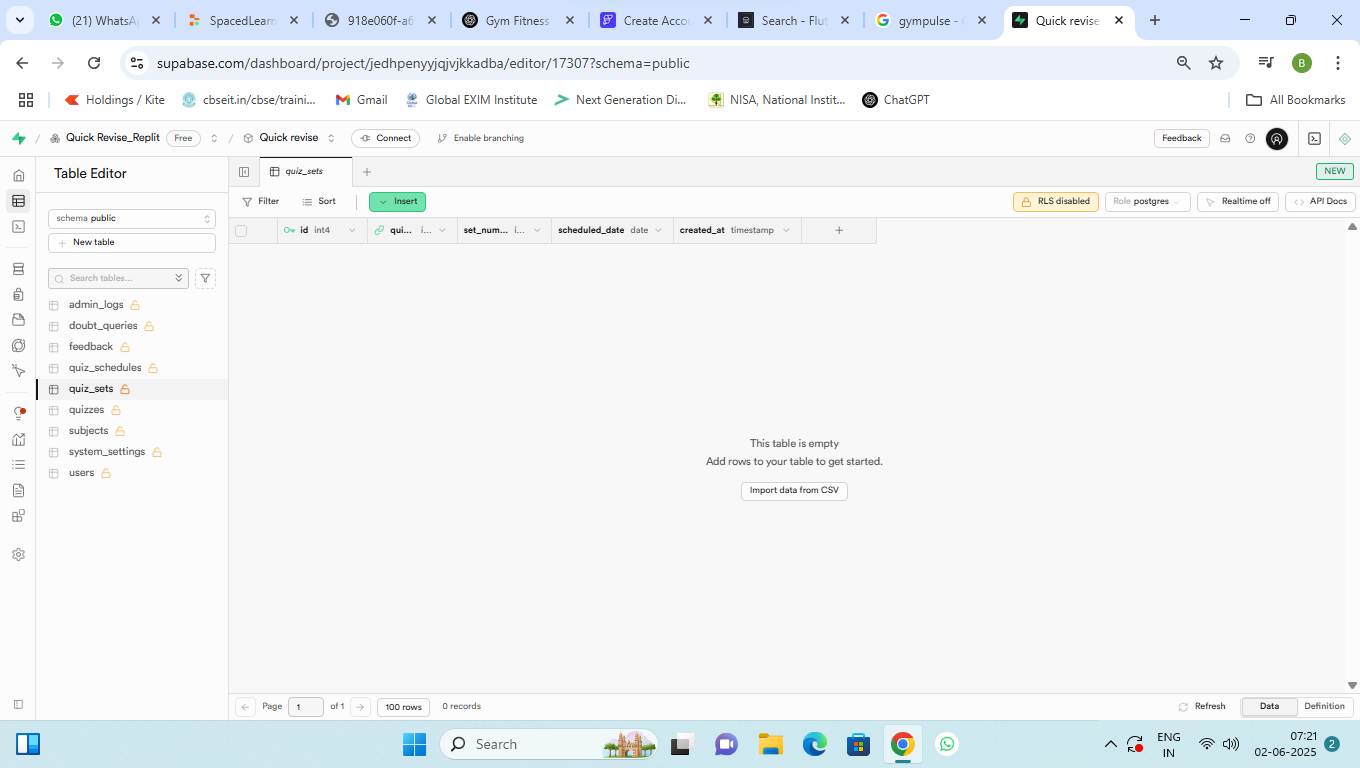 (21) WhatsA
SpacedLearn
918e060f-a6
Gym Fitness
Create Accou
Search - Flut
gympulse - G
Quick revise
supabase.com/dashboard/project/jedhpenyyjqjvjkkadba/editor/17307?schema=public
B
Holdings / Kite
cbseit.in/cbse/traini...
Gmail
Global EXIM Institute
Next Generation Di...
NISA, National Instit...
ChatGPT
All Bookmarks
/ Quick Revise_Replit Free / Quick revise Connect Enable branching Feedback
Table Editor
quiz_sets
NEW
schema public
Filter
Sort
Insert
RLS disabled
Role postgres
Realtime off
API Docs
New table
id int4
qui... i...
set_num... i...
scheduled_date date
created_at timestamp
Search tables...
admin_logs
doubt_queries
feedback
quiz_schedules
quiz_sets
quizzes
subjects
system_settings
users
This table is empty
Add rows to your table to get started.
Import data from CSV
Page 1 of 1 100 rows 0 records
Refresh Data Definition
Search
ENG
IN
07:21
02-06-2025
2